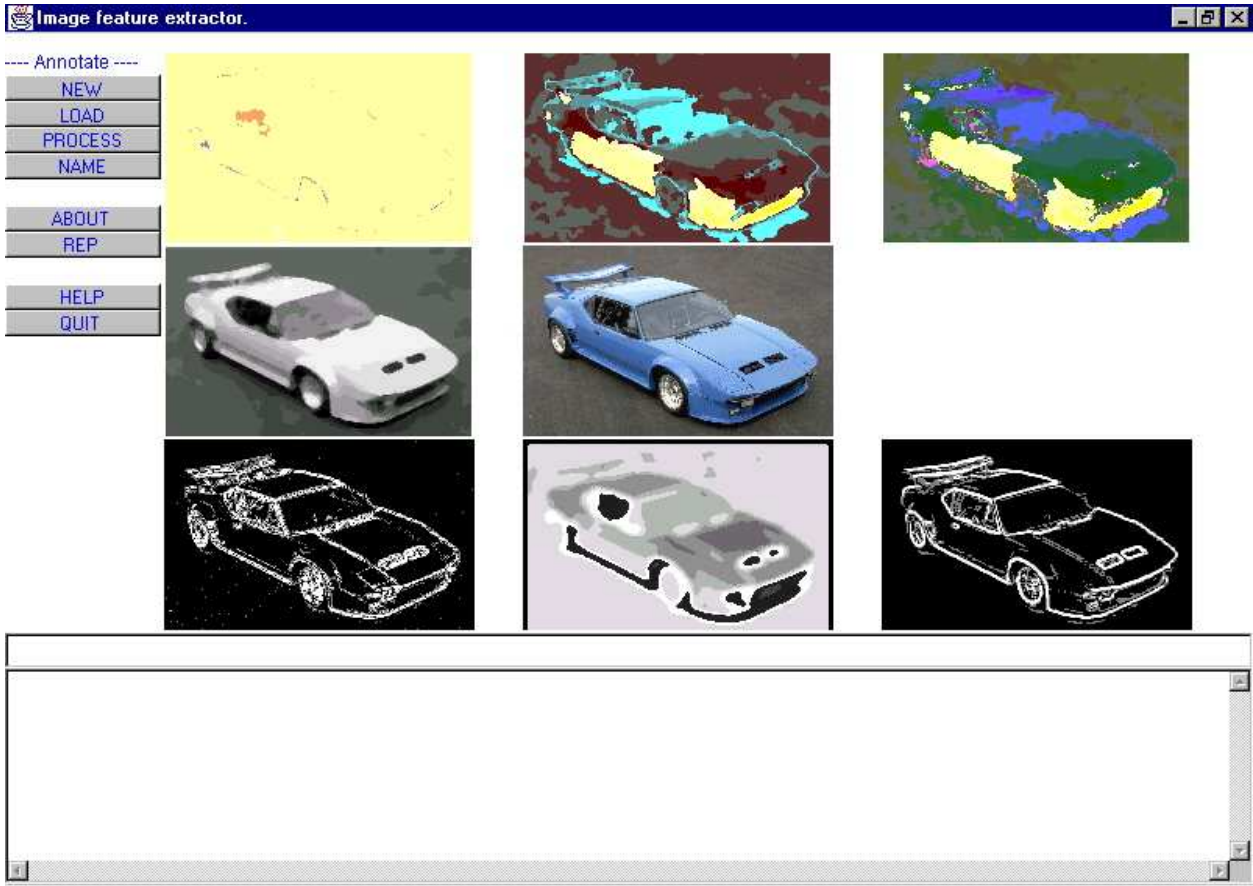 Image feature extractor.
---- Annotate ----
NEW
LOAD
PROCESS
NAME
ABOUT
REP
HELP
QUIT